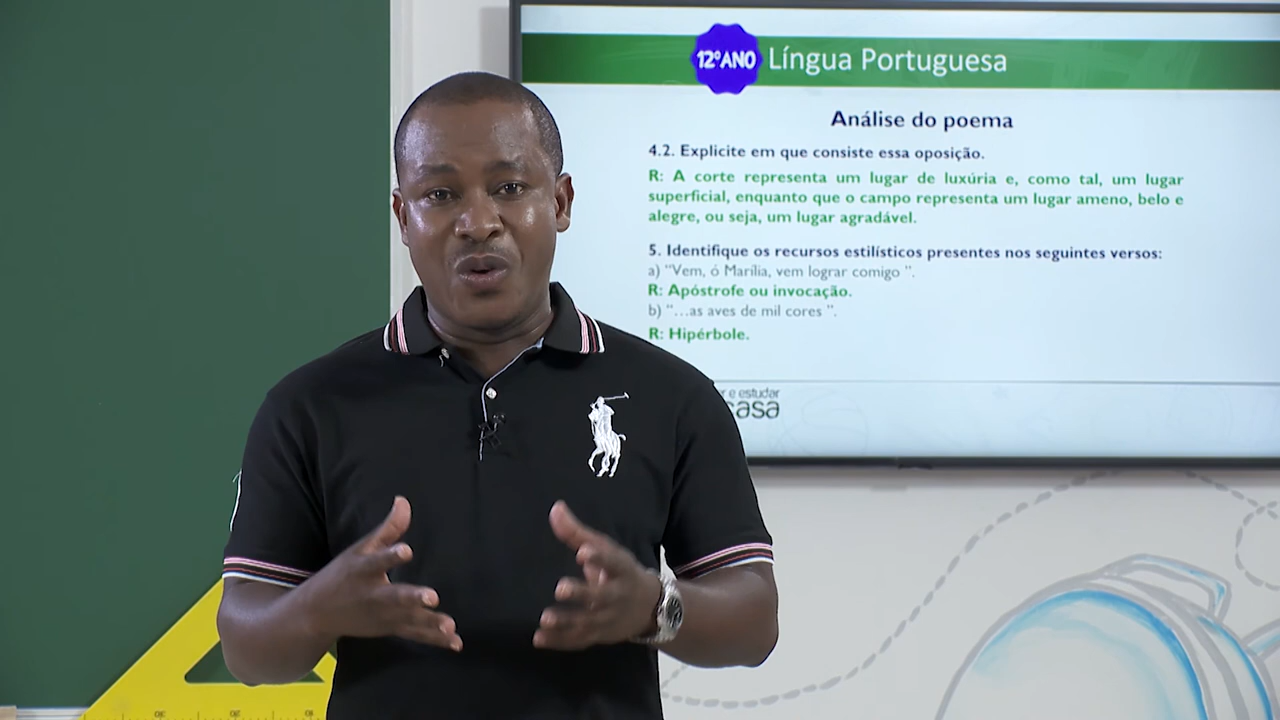 12ºANO Língua Portuguesa
Análise do poema
4.2. Explicite em que consiste essa oposição.
R: A corte representa um lugar de luxúria e, como tal, um lugar
superficial, enquanto que o campo representa um lugar ameno, belo e
alegre, ou seja, um lugar agradável.
5. Identifique os recursos estilísticos presentes nos seguintes versos:
a) "Vem, ó Marília, vem lograr comigo ".
R: Apóstrofe ou invocação.
b) "…as aves de mil cores ".
R: Hipérbole.
e estudar